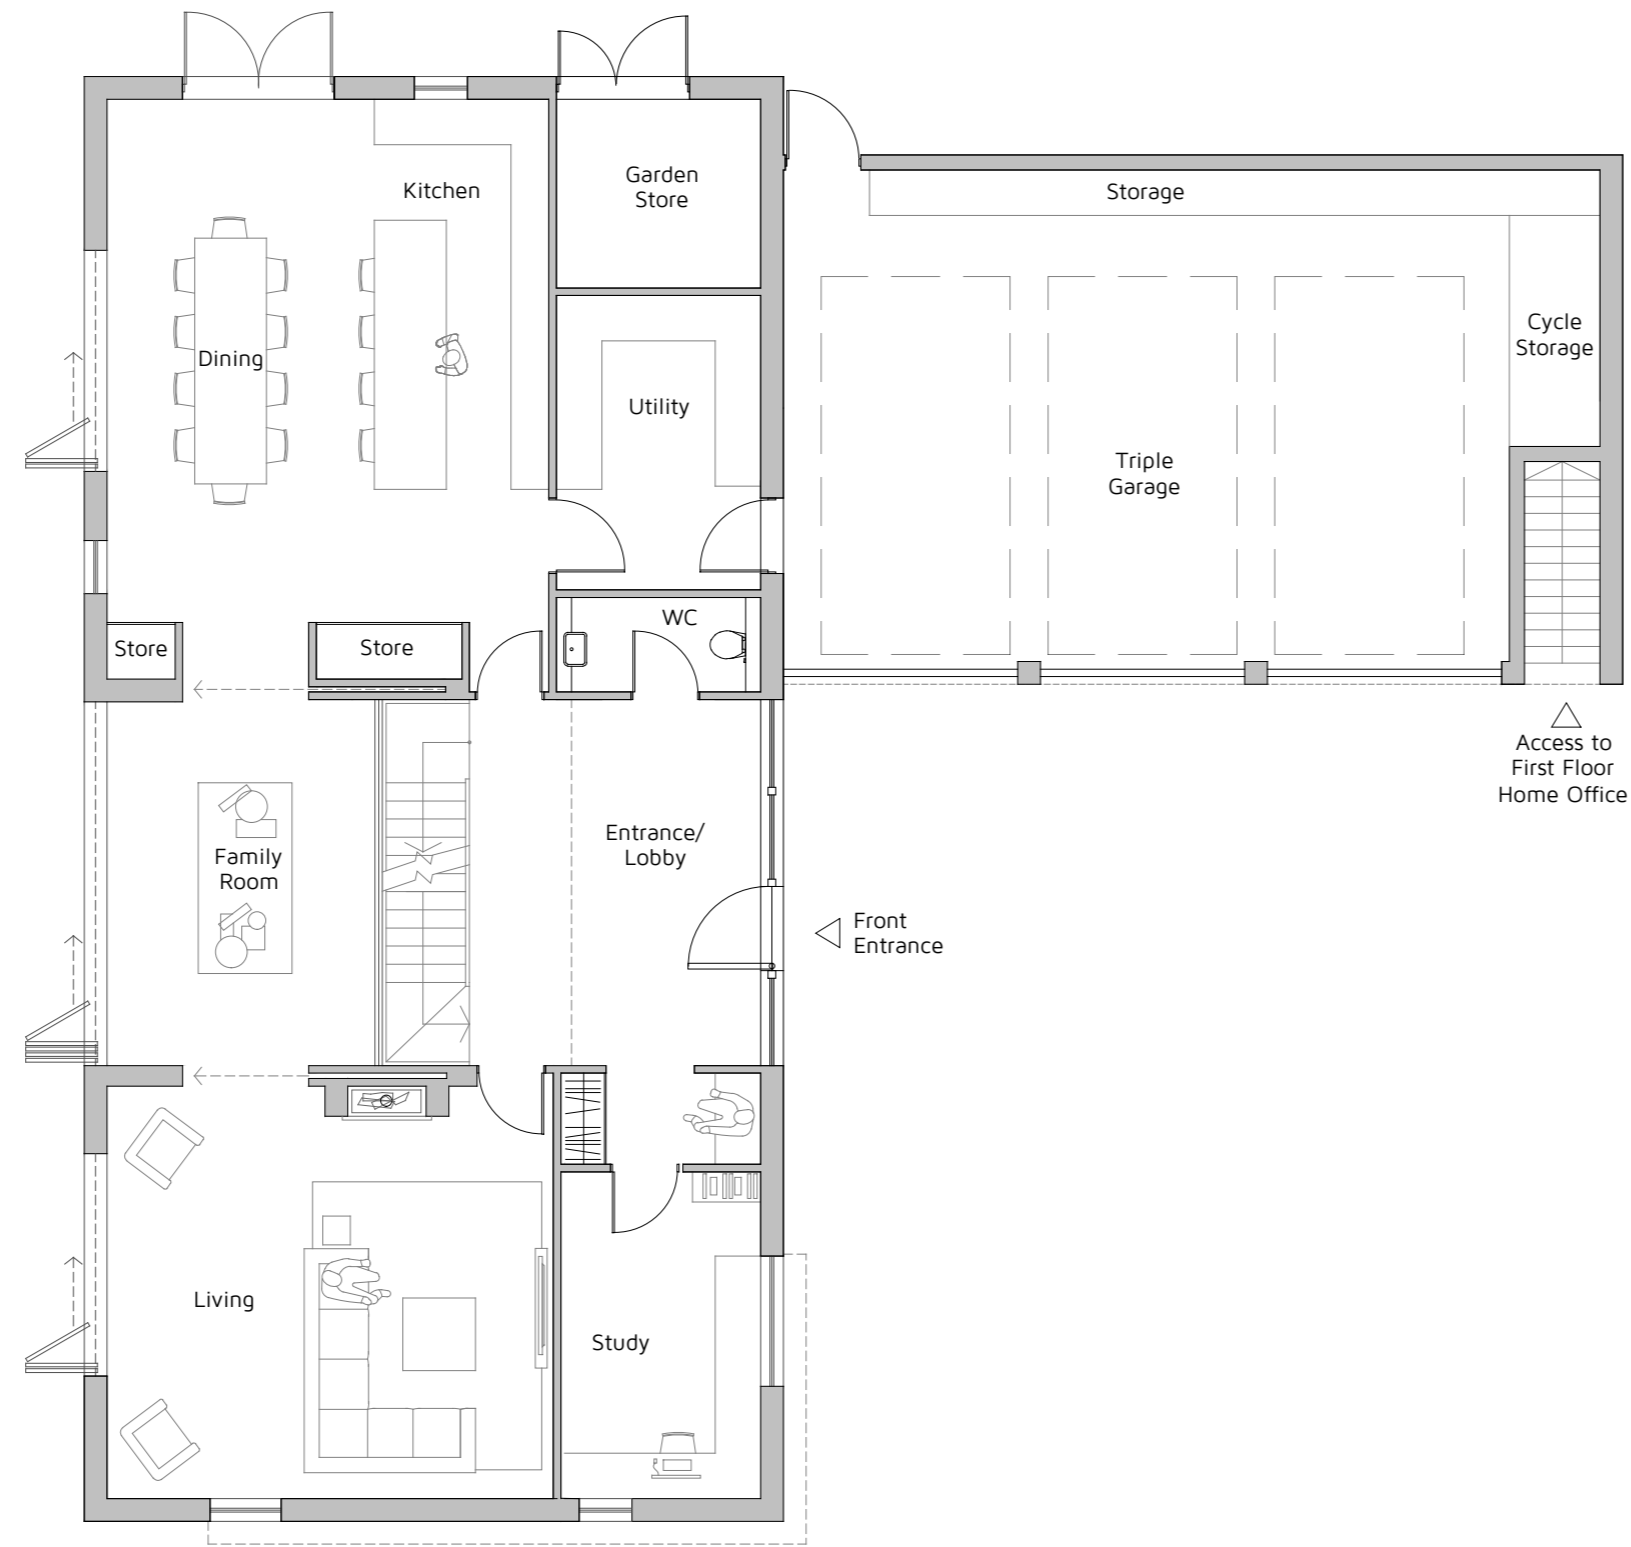 Garden
Store
Kitchen
Storage
Cycle
Storage
Dining
Utility
Triple
Garage
WC
Store
Store
Access to
First Floor
Home Office
Entrance/
Lobby
Family
Room
Front
Entrance
Living
Study